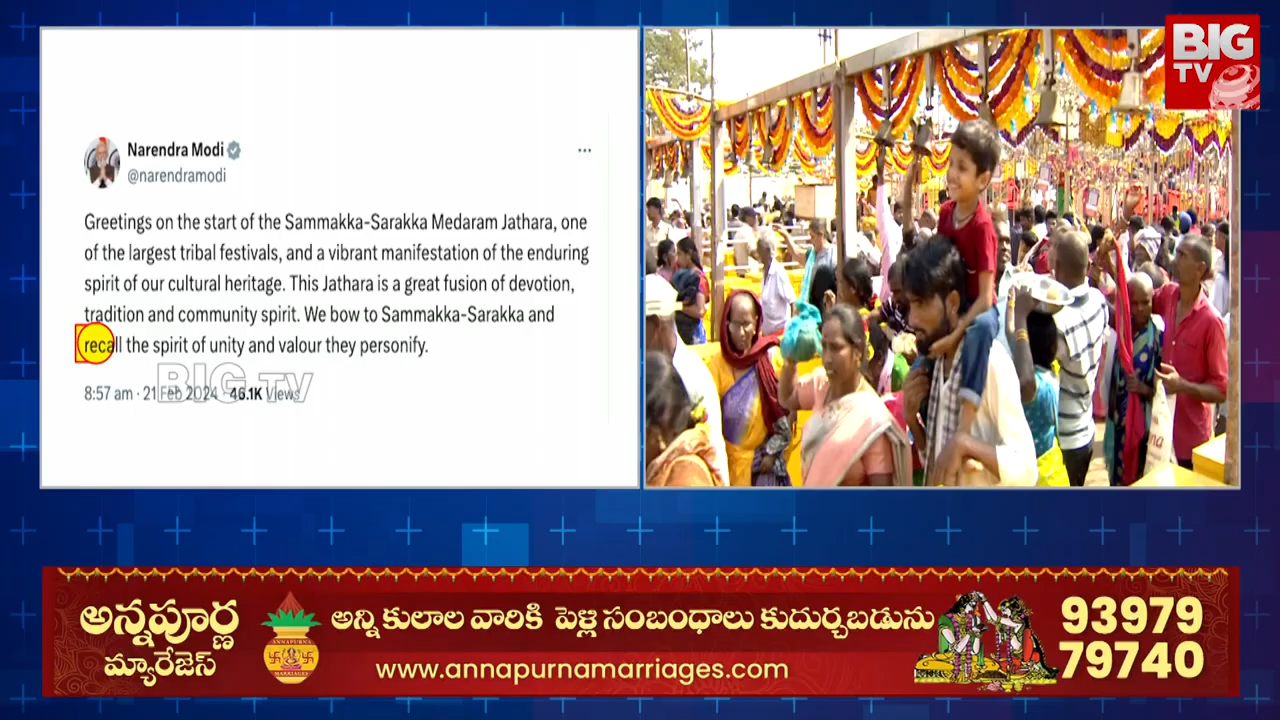 BIG
TV
Narendra Modi
@narendramodi
Greetings on the start of the Sammakka-Sarakka Medaram Jathara, one
of the largest tribal festivals, and a vibrant manifestation of the enduring
spirit of our cultural heritage. This Jathara is a great fusion of devotion,
tradition and community spirit. We bow to Sammakka-Sarakka and
recall the spirit of unity and valour they personify.
8:57 am · 21 Feb 2024 · 46.1K Views
BIG TV
అన్నపూర్ణ
మ్యారేజెస్
ANNAPURNA
MARRIAGES
అన్ని కులాల వారికి పెళ్లి సంబంధాలు కుదుర్చబడును
www.annapurnamarriages.com
93979
79740